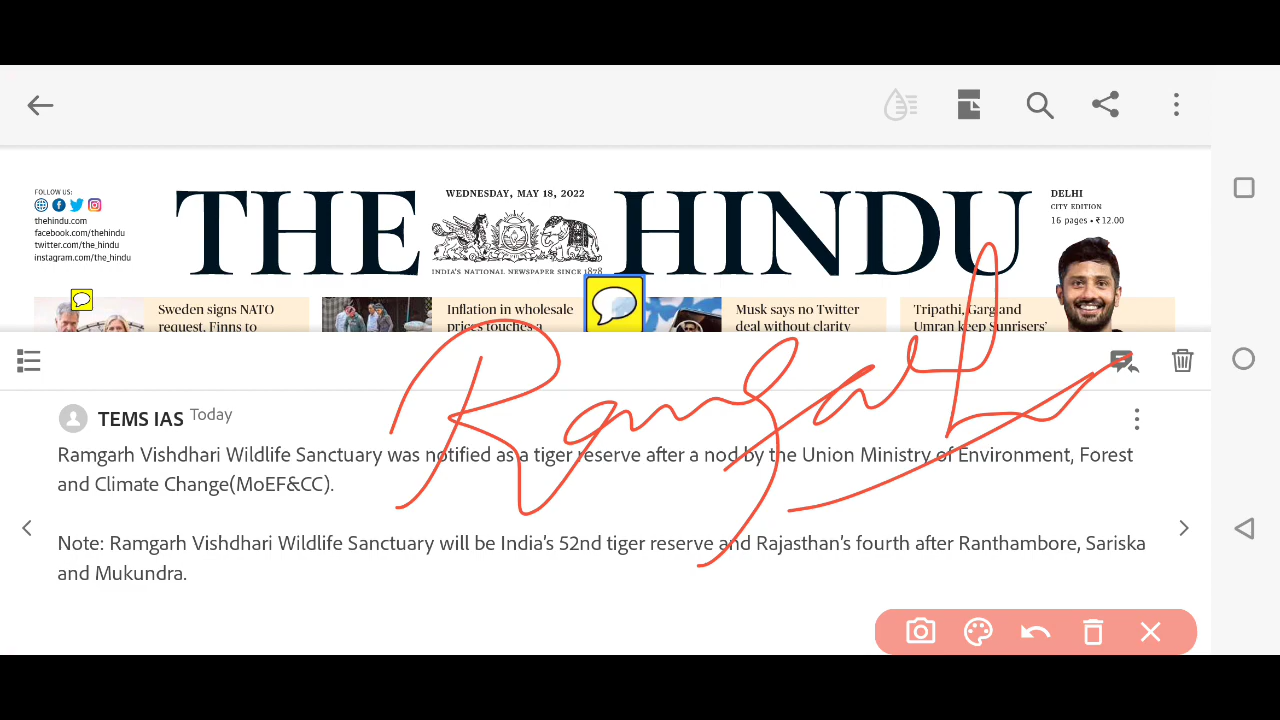 FOLLOW US:
thehindu.com
facebook.com/thehindu
twitter.com/the_hindu
instagram.com/the_hindu
THE HINDU
WEDNESDAY, MAY 18, 2022
INDIA'S NATIONAL NEWSPAPER SINCE 1878
DELHI
CITY EDITION
16 pages • ₹12.00
Sweden signs NATO
request, Finns to
Inflation in wholesale
prices touches a
Musk says no Twitter
deal without clarity
Tripathi, Garg and
Umran keep Sunrisers'
Ramgarh
TEMS IAS Today
Ramgarh Vishdhari Wildlife Sanctuary was notified as a tiger reserve after a nod by the Union Ministry of Environment, Forest
and Climate Change(MoEF&CC).
Note: Ramgarh Vishdhari Wildlife Sanctuary will be India's 52nd tiger reserve and Rajasthan's fourth after Ranthambore, Sariska
and Mukundra.